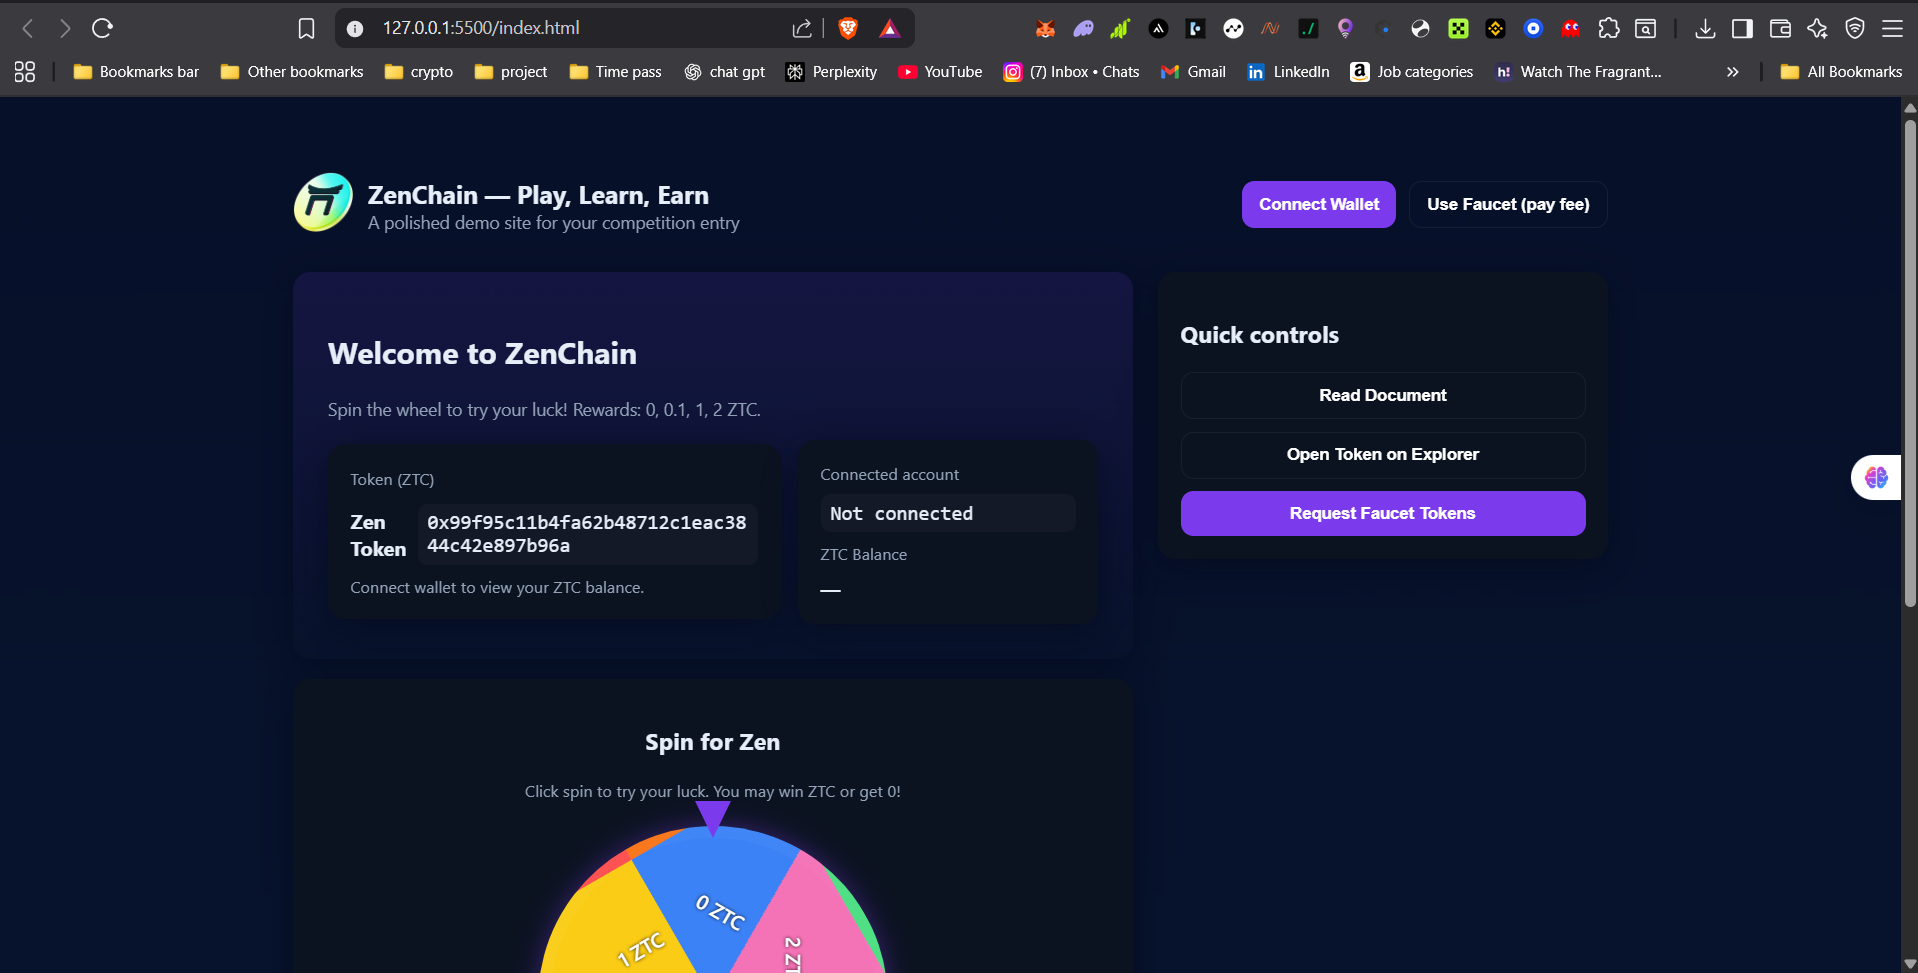 127.0.0.1:5500/index.html
Bookmarks bar
Other bookmarks
crypto
project
Time pass
chat gpt
Perplexity
YouTube
(7) Inbox • Chats
Gmail
LinkedIn
Job categories
Watch The Fragrant...
All Bookmarks
ZenChain — Play, Learn, Earn
A polished demo site for your competition entry
Connect Wallet
Use Faucet (pay fee)
Welcome to ZenChain
Spin the wheel to try your luck! Rewards: 0, 0.1, 1, 2 ZTC.
Token (ZTC)
Zen
Token
0x99f95c11b4fa62b48712c1eac38
44c42e897b96a
Connect wallet to view your ZTC balance.
Connected account
Not connected
ZTC Balance
—
Quick controls
Read Document
Open Token on Explorer
Request Faucet Tokens
Spin for Zen
Click spin to try your luck. You may win ZTC or get 0!
1 ZTC
0 ZTC
2 ZT